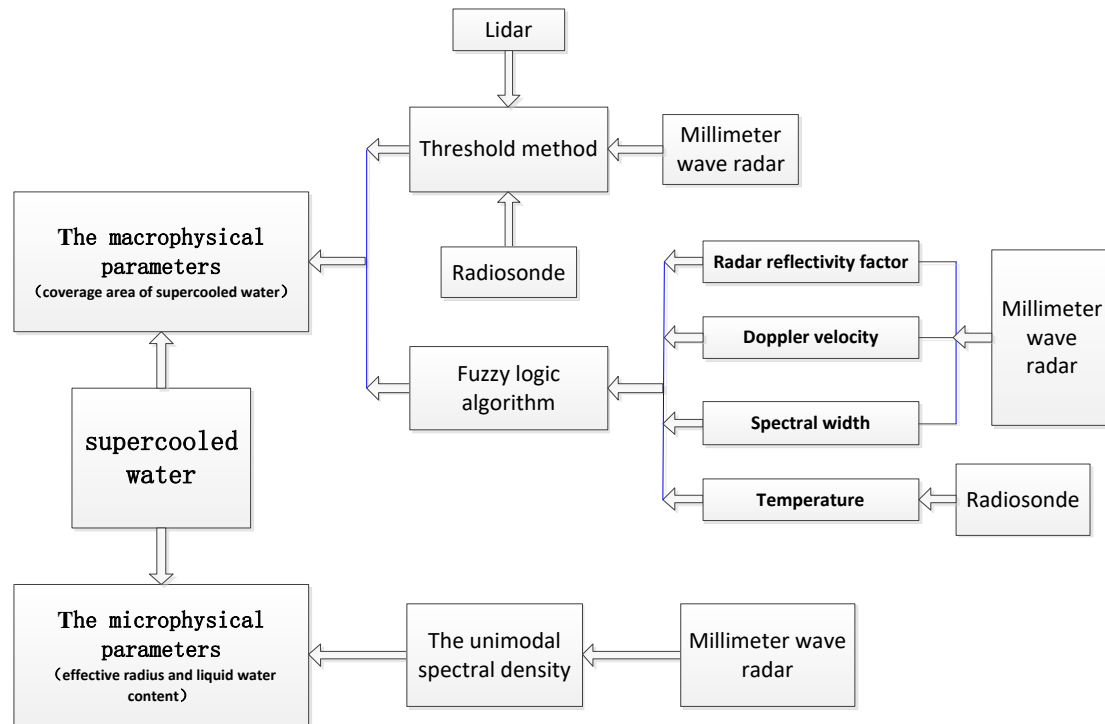 Lidar
Threshold method
Millimeter
wave radar
The macrophysical
parameters
（coverage area of supercooled water）
Radiosonde
Radar reflectivity factor
Doppler velocity
Spectral width
Temperature
Millimeter
wave
radar
Radiosonde
Fuzzy logic
algorithm
supercooled
water
The microphysical
parameters
（effective radius and liquid water
content）
The unimodal
spectral density
Millimeter wave
radar